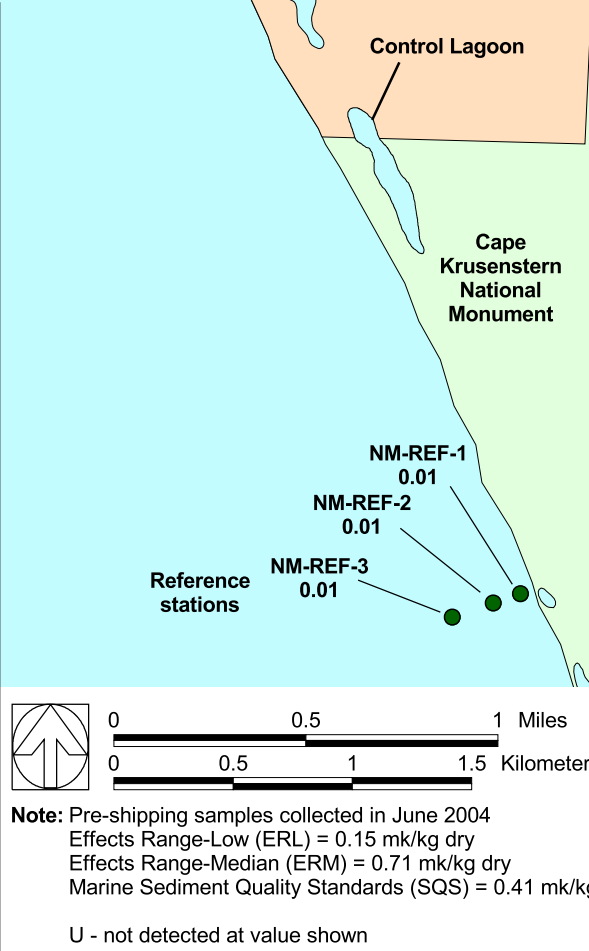 Control Lagoon
Cape
Krusenstern
National
Monument
NM-REF-1
0.01
NM-REF-2
0.01
NM-REF-3
0.01
Reference
stations
0 0.5 1 Miles
0 0.5 1 1.5 Kilometer
Note: Pre-shipping samples collected in June 2004
Effects Range-Low (ERL) = 0.15 mk/kg dry
Effects Range-Median (ERM) = 0.71 mk/kg dry
Marine Sediment Quality Standards (SQS) = 0.41 mk/kg
U - not detected at value shown